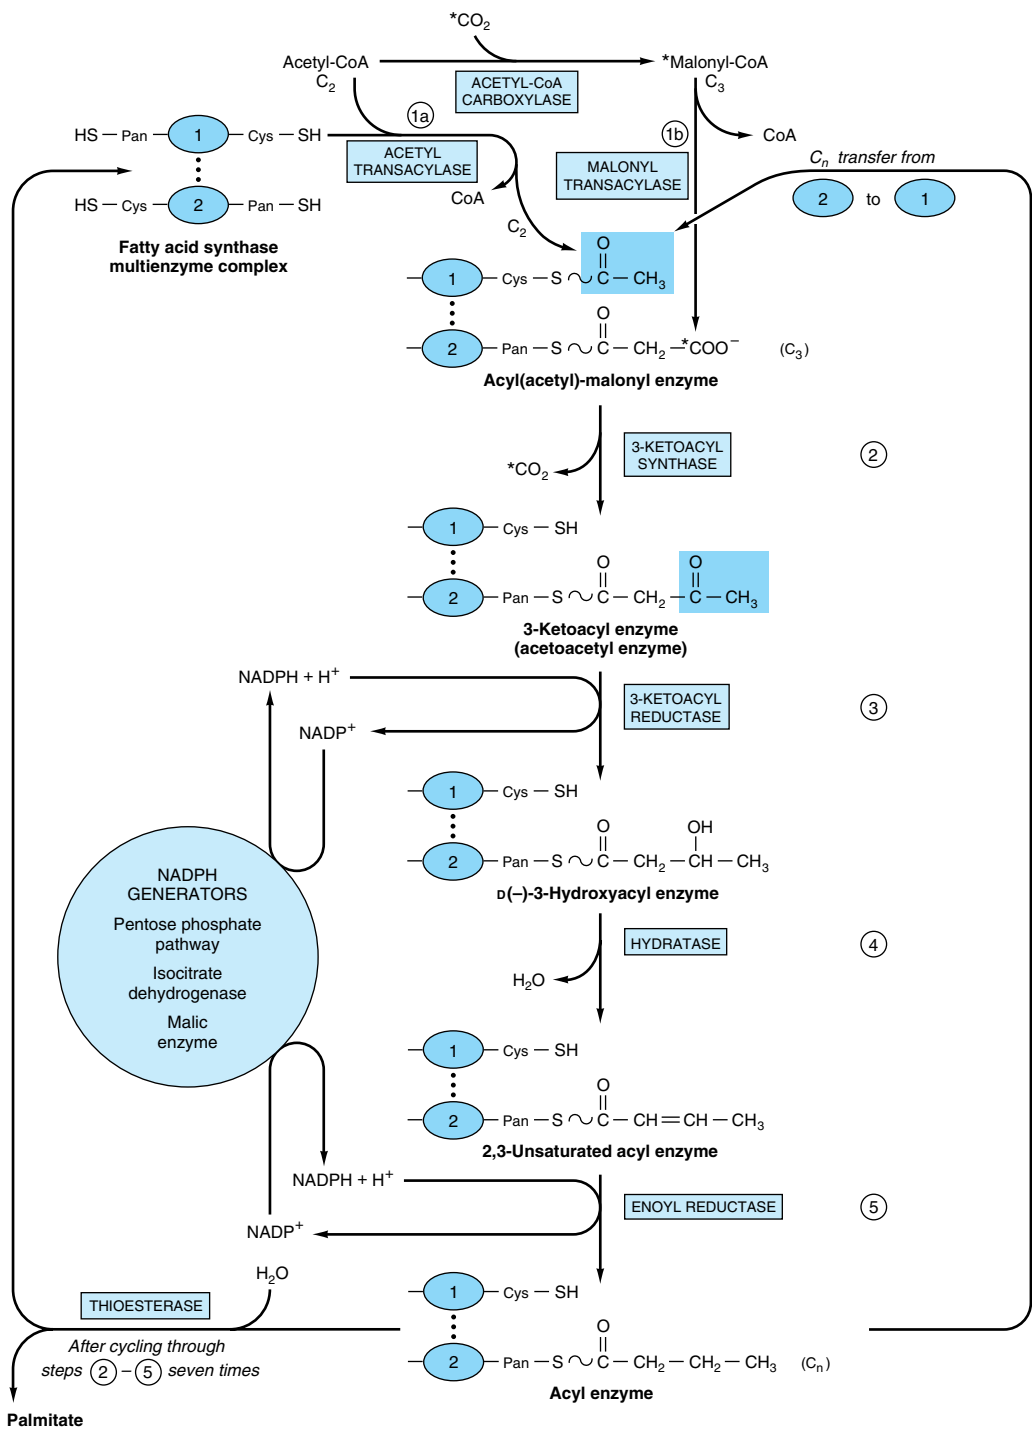 *CO2
Acetyl-CoA
C2
ACETYL-CoA
CARBOXYLASE
*Malonyl-CoA
C3
1a
1b
HS — Pan — 1 — Cys — SH
ACETYL
TRANSACYLASE
CoA
MALONYL
TRANSACYLASE
CoA
Cn transfer from
2 to 1
HS — Cys — 2 — Pan — SH
C2
Fatty acid synthase
multienzyme complex
O
1 — Cys — S ~ C — CH3
O
2 — Pan — S ~ C — CH2 — *COO− (C3)
Acyl(acetyl)-malonyl enzyme
3-KETOACYL
SYNTHASE
2
*CO2
1 — Cys — SH
O O
2 — Pan — S ~ C — CH2 — C — CH3
3-Ketoacyl enzyme
(acetoacetyl enzyme)
NADPH + H+
3-KETOACYL
REDUCTASE
3
NADP+
1 — Cys — SH
O OH
2 — Pan — S ~ C — CH2 — CH — CH3
D(–)-3-Hydroxyacyl enzyme
NADPH
GENERATORS
Pentose phosphate
pathway
Isocitrate
dehydrogenase
Malic
enzyme
HYDRATASE
4
H2O
1 — Cys — SH
O
2 — Pan — S ~ C — CH=CH — CH3
2,3-Unsaturated acyl enzyme
NADPH + H+
ENOYL REDUCTASE
5
NADP+
H2O
THIOESTERASE
1 — Cys — SH
After cycling through
steps 2 – 5 seven times
O
2 — Pan — S ~ C — CH2 — CH2 — CH3 (Cn)
Acyl enzyme
Palmitate